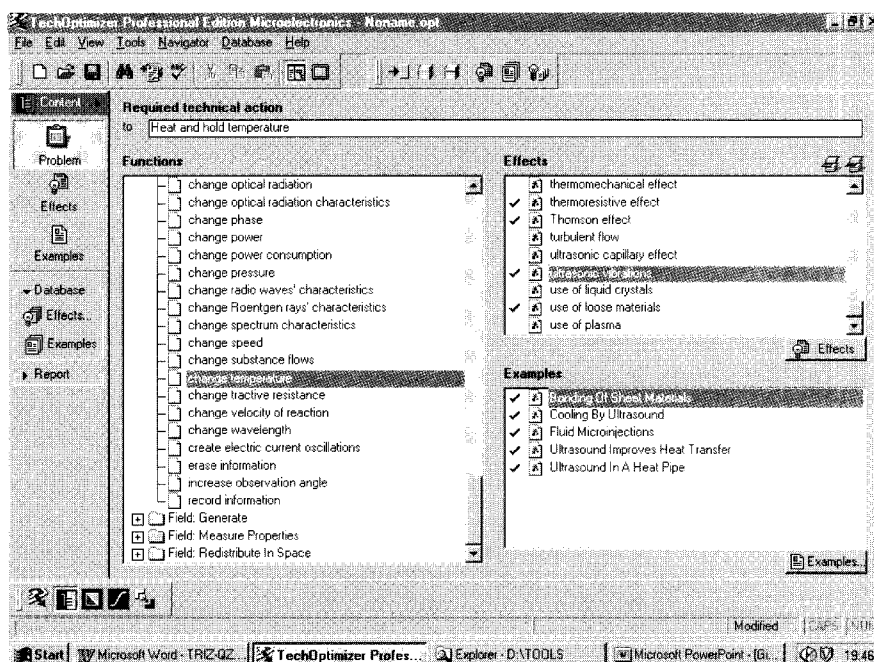 TechOptimizer Professional Edition Microelectronics - Noname.opt
File Edit View Tools Navigator Database Help
Content
Problem
Effects
Examples
Database
Effects...
Examples
Report
Required technical action
to Heat and hold temperature
Functions
change optical radiation
change optical radiation characteristics
change phase
change power
change power consumption
change pressure
change radio waves' characteristics
change Roentgen rays' characteristics
change spectrum characteristics
change speed
change substance flows
change temperature
change tractive resistance
change velocity of reaction
change wavelength
create electric current oscillations
erase information
increase observation angle
record information
Field: Generate
Field: Measure Properties
Field: Redistribute In Space
Effects
thermomechanical effect
thermoresistive effect
Thomson effect
turbulent flow
ultrasonic capillary effect
ultrasonic vibrations
use of liquid crystals
use of loose materials
use of plasma
Effects
Examples
Bonding Of Sheet Materials
Cooling By Ultrasound
Fluid Microinjections
Ultrasound Improves Heat Transfer
Ultrasound In A Heat Pipe
Examples...
Modified CAPS NUM
Start Microsoft Word - TRIZ-QZ... TechOptimizer Profes... Explorer - D:\TOOLS Microsoft PowerPoint - [Gi... 19:46